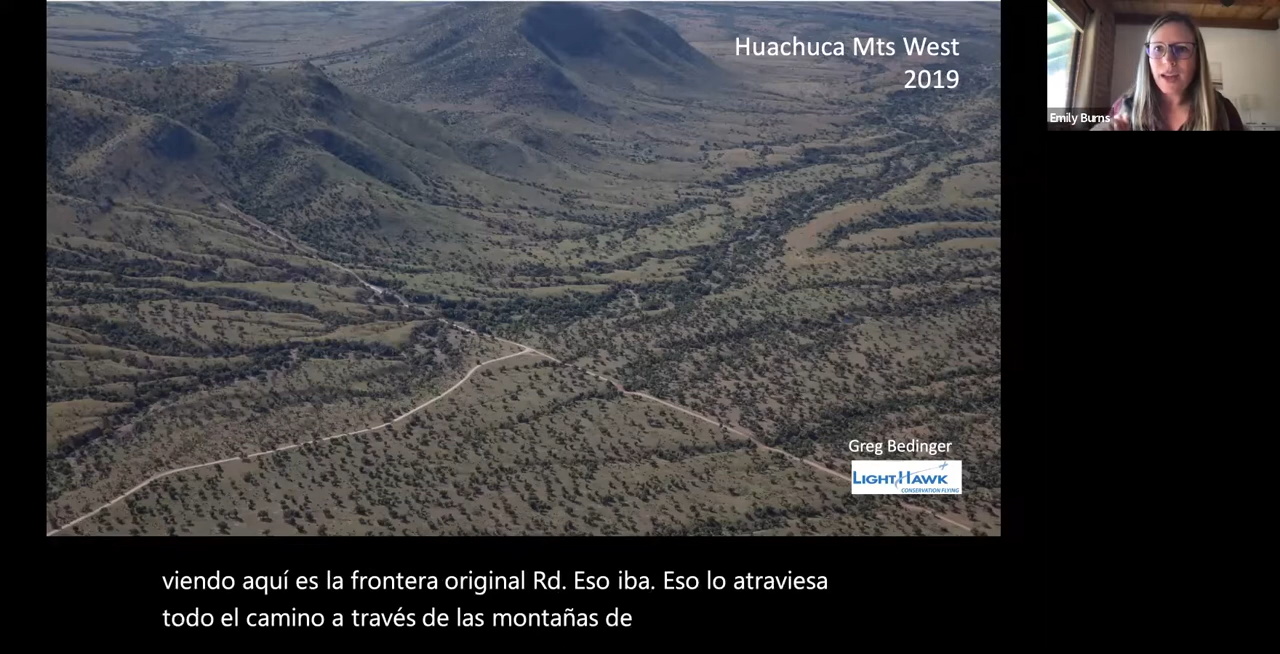 Huachuca Mts West
2019
Emily Burns
Greg Bedinger
LIGHTHAWK
CONSERVATION FLYING
viendo aquí es la frontera original Rd. Eso iba. Eso lo atraviesa
todo el camino a través de las montañas de